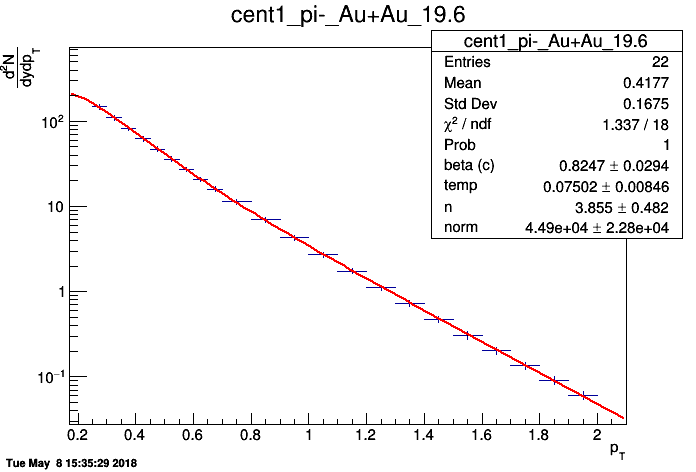 cent1_pi-_Au+Au_19.6
d²N
dydp_T
cent1_pi-_Au+Au_19.6
Entries 22
Mean 0.4177
Std Dev 0.1675
χ² / ndf 1.337 / 18
Prob 1
beta (c) 0.8247 ± 0.0294
temp 0.07502 ± 0.00846
n 3.855 ± 0.482
norm 4.49e+04 ± 2.28e+04
10²
10
1
10⁻¹
0.2 0.4 0.6 0.8 1 1.2 1.4 1.6 1.8 2
p_T
Tue May 8 15:35:29 2018